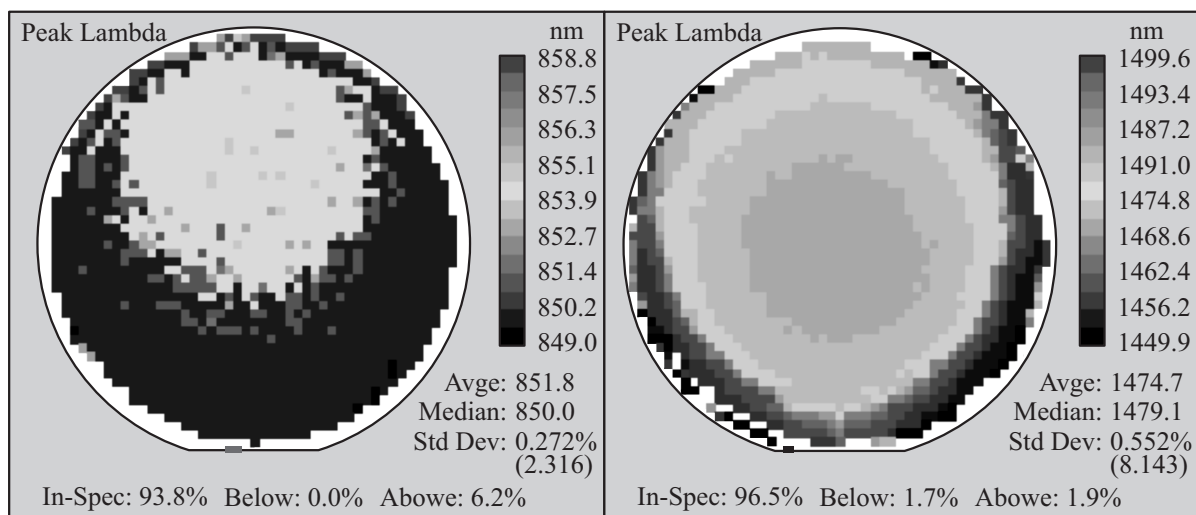 Peak Lambda
nm
858.8
857.5
856.3
855.1
853.9
852.7
851.4
850.2
849.0
Avge: 851.8
Median: 850.0
Std Dev: 0.272%
(2.316)
In-Spec: 93.8% Below: 0.0% Abowe: 6.2%
Peak Lambda
nm
1499.6
1493.4
1487.2
1491.0
1474.8
1468.6
1462.4
1456.2
1449.9
Avge: 1474.7
Median: 1479.1
Std Dev: 0.552%
(8.143)
In-Spec: 96.5% Below: 1.7% Abowe: 1.9%